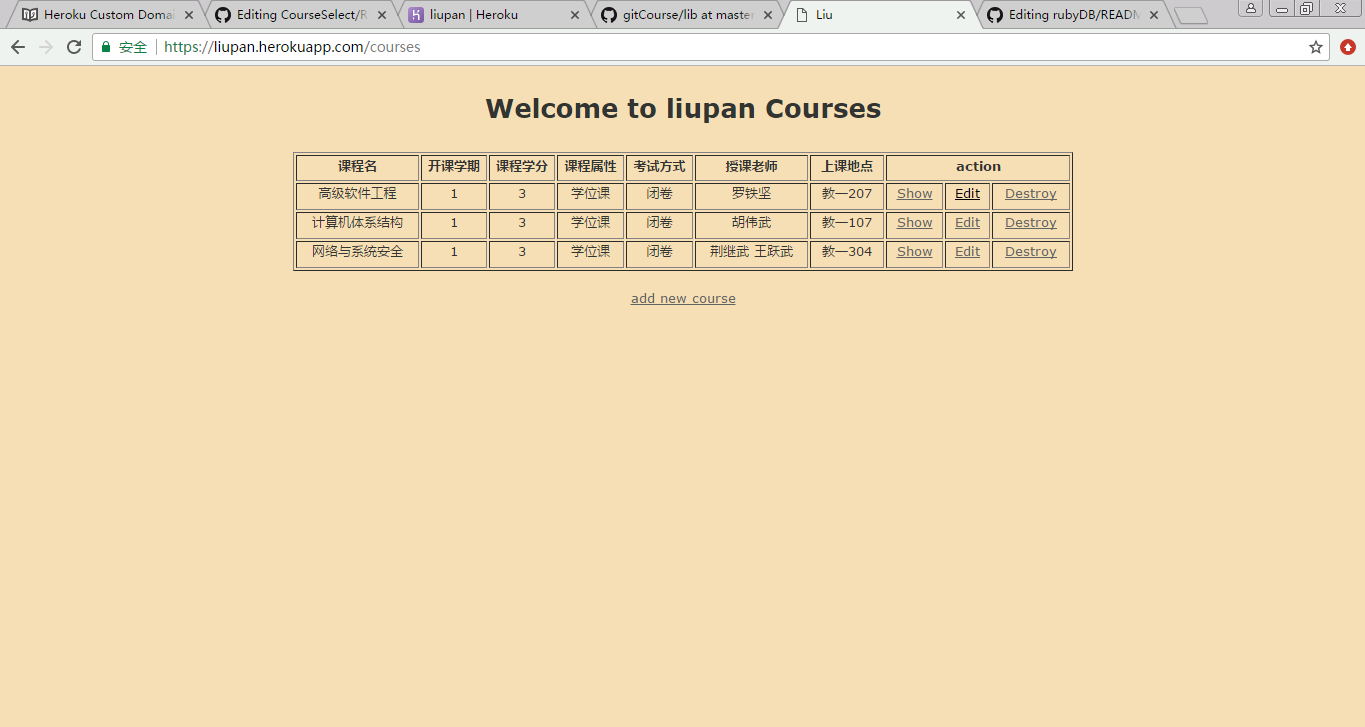 Heroku Custom Domai
Editing CourseSelect/R
liupan | Heroku
gitCourse/lib at master
Liu
Editing rubyDB/READM
安全 https://liupan.herokuapp.com/courses
Welcome to liupan Courses
课程名 开课学期 课程学分 课程属性 考试方式 授课老师 上课地点 action
高级软件工程 1 3 学位课 闭卷 罗铁坚 教一207 Show Edit Destroy
计算机体系结构 1 3 学位课 闭卷 胡伟武 教一107 Show Edit Destroy
网络与系统安全 1 3 学位课 闭卷 荆继武 王跃武 教一304 Show Edit Destroy
add new course